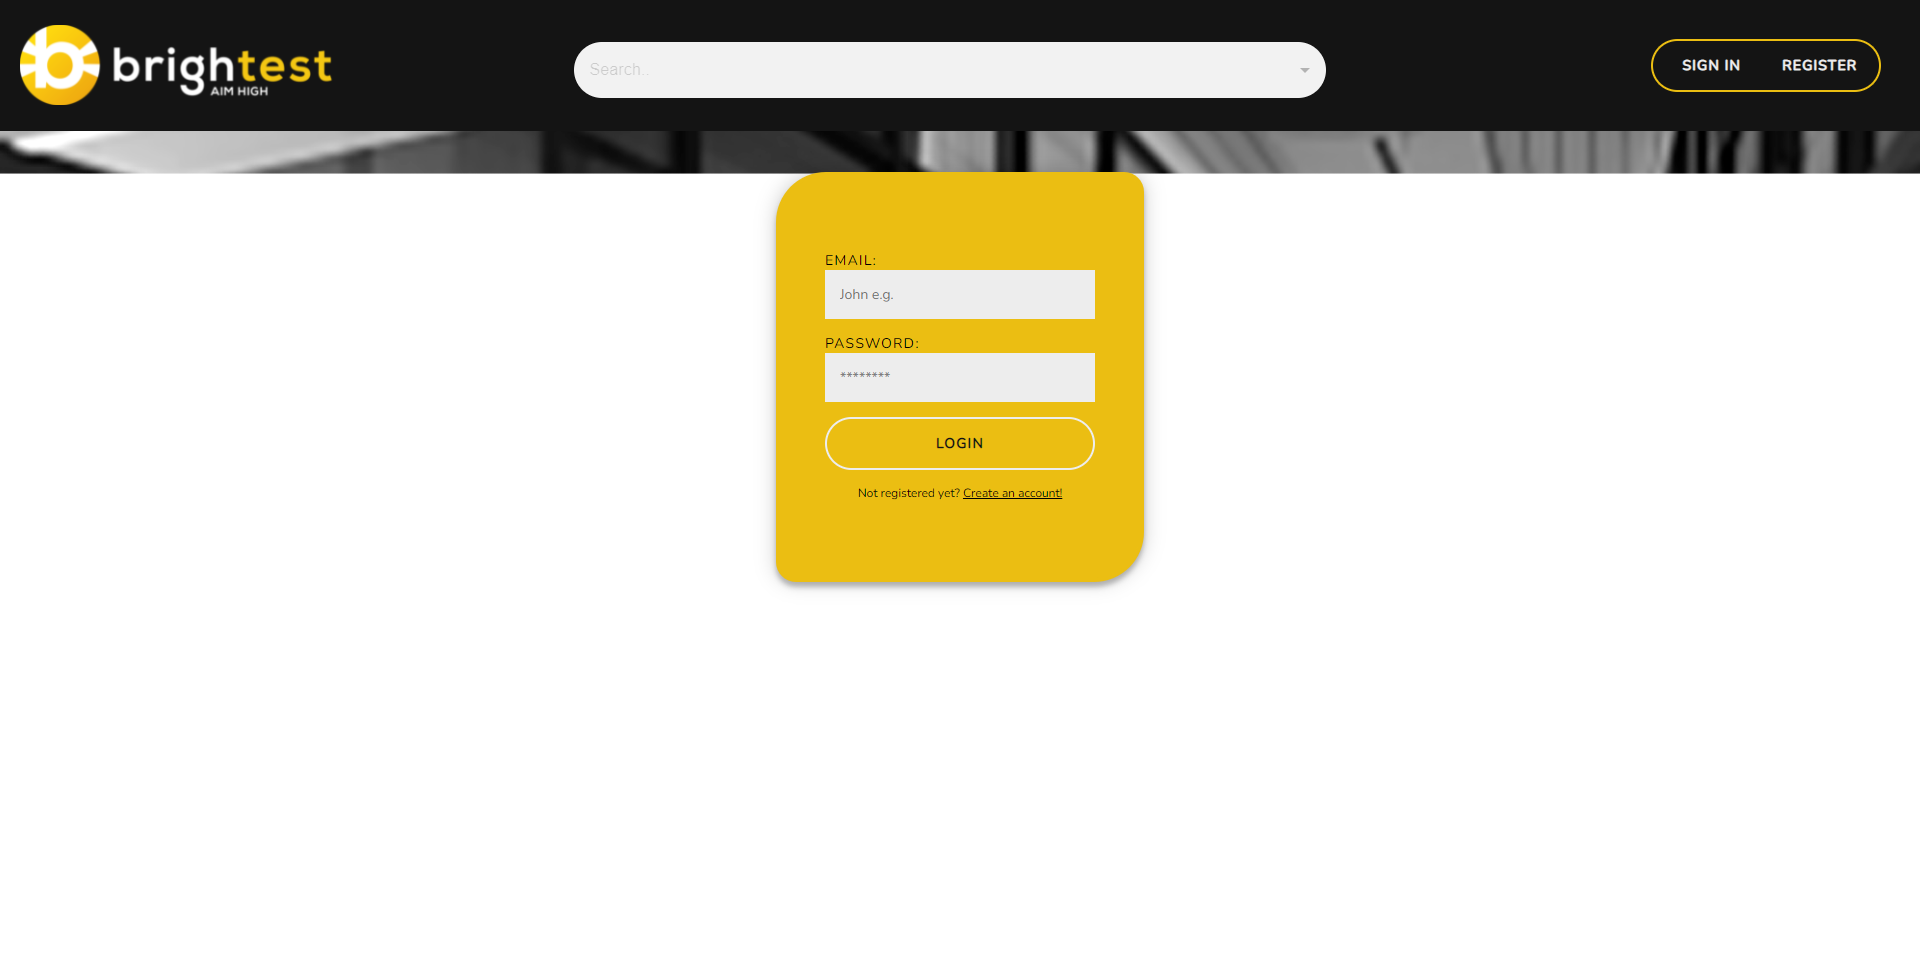 brightest
AIM HIGH
Search..
SIGN IN REGISTER
EMAIL:
John e.g.
PASSWORD:
********
LOGIN
Not registered yet? Create an account!